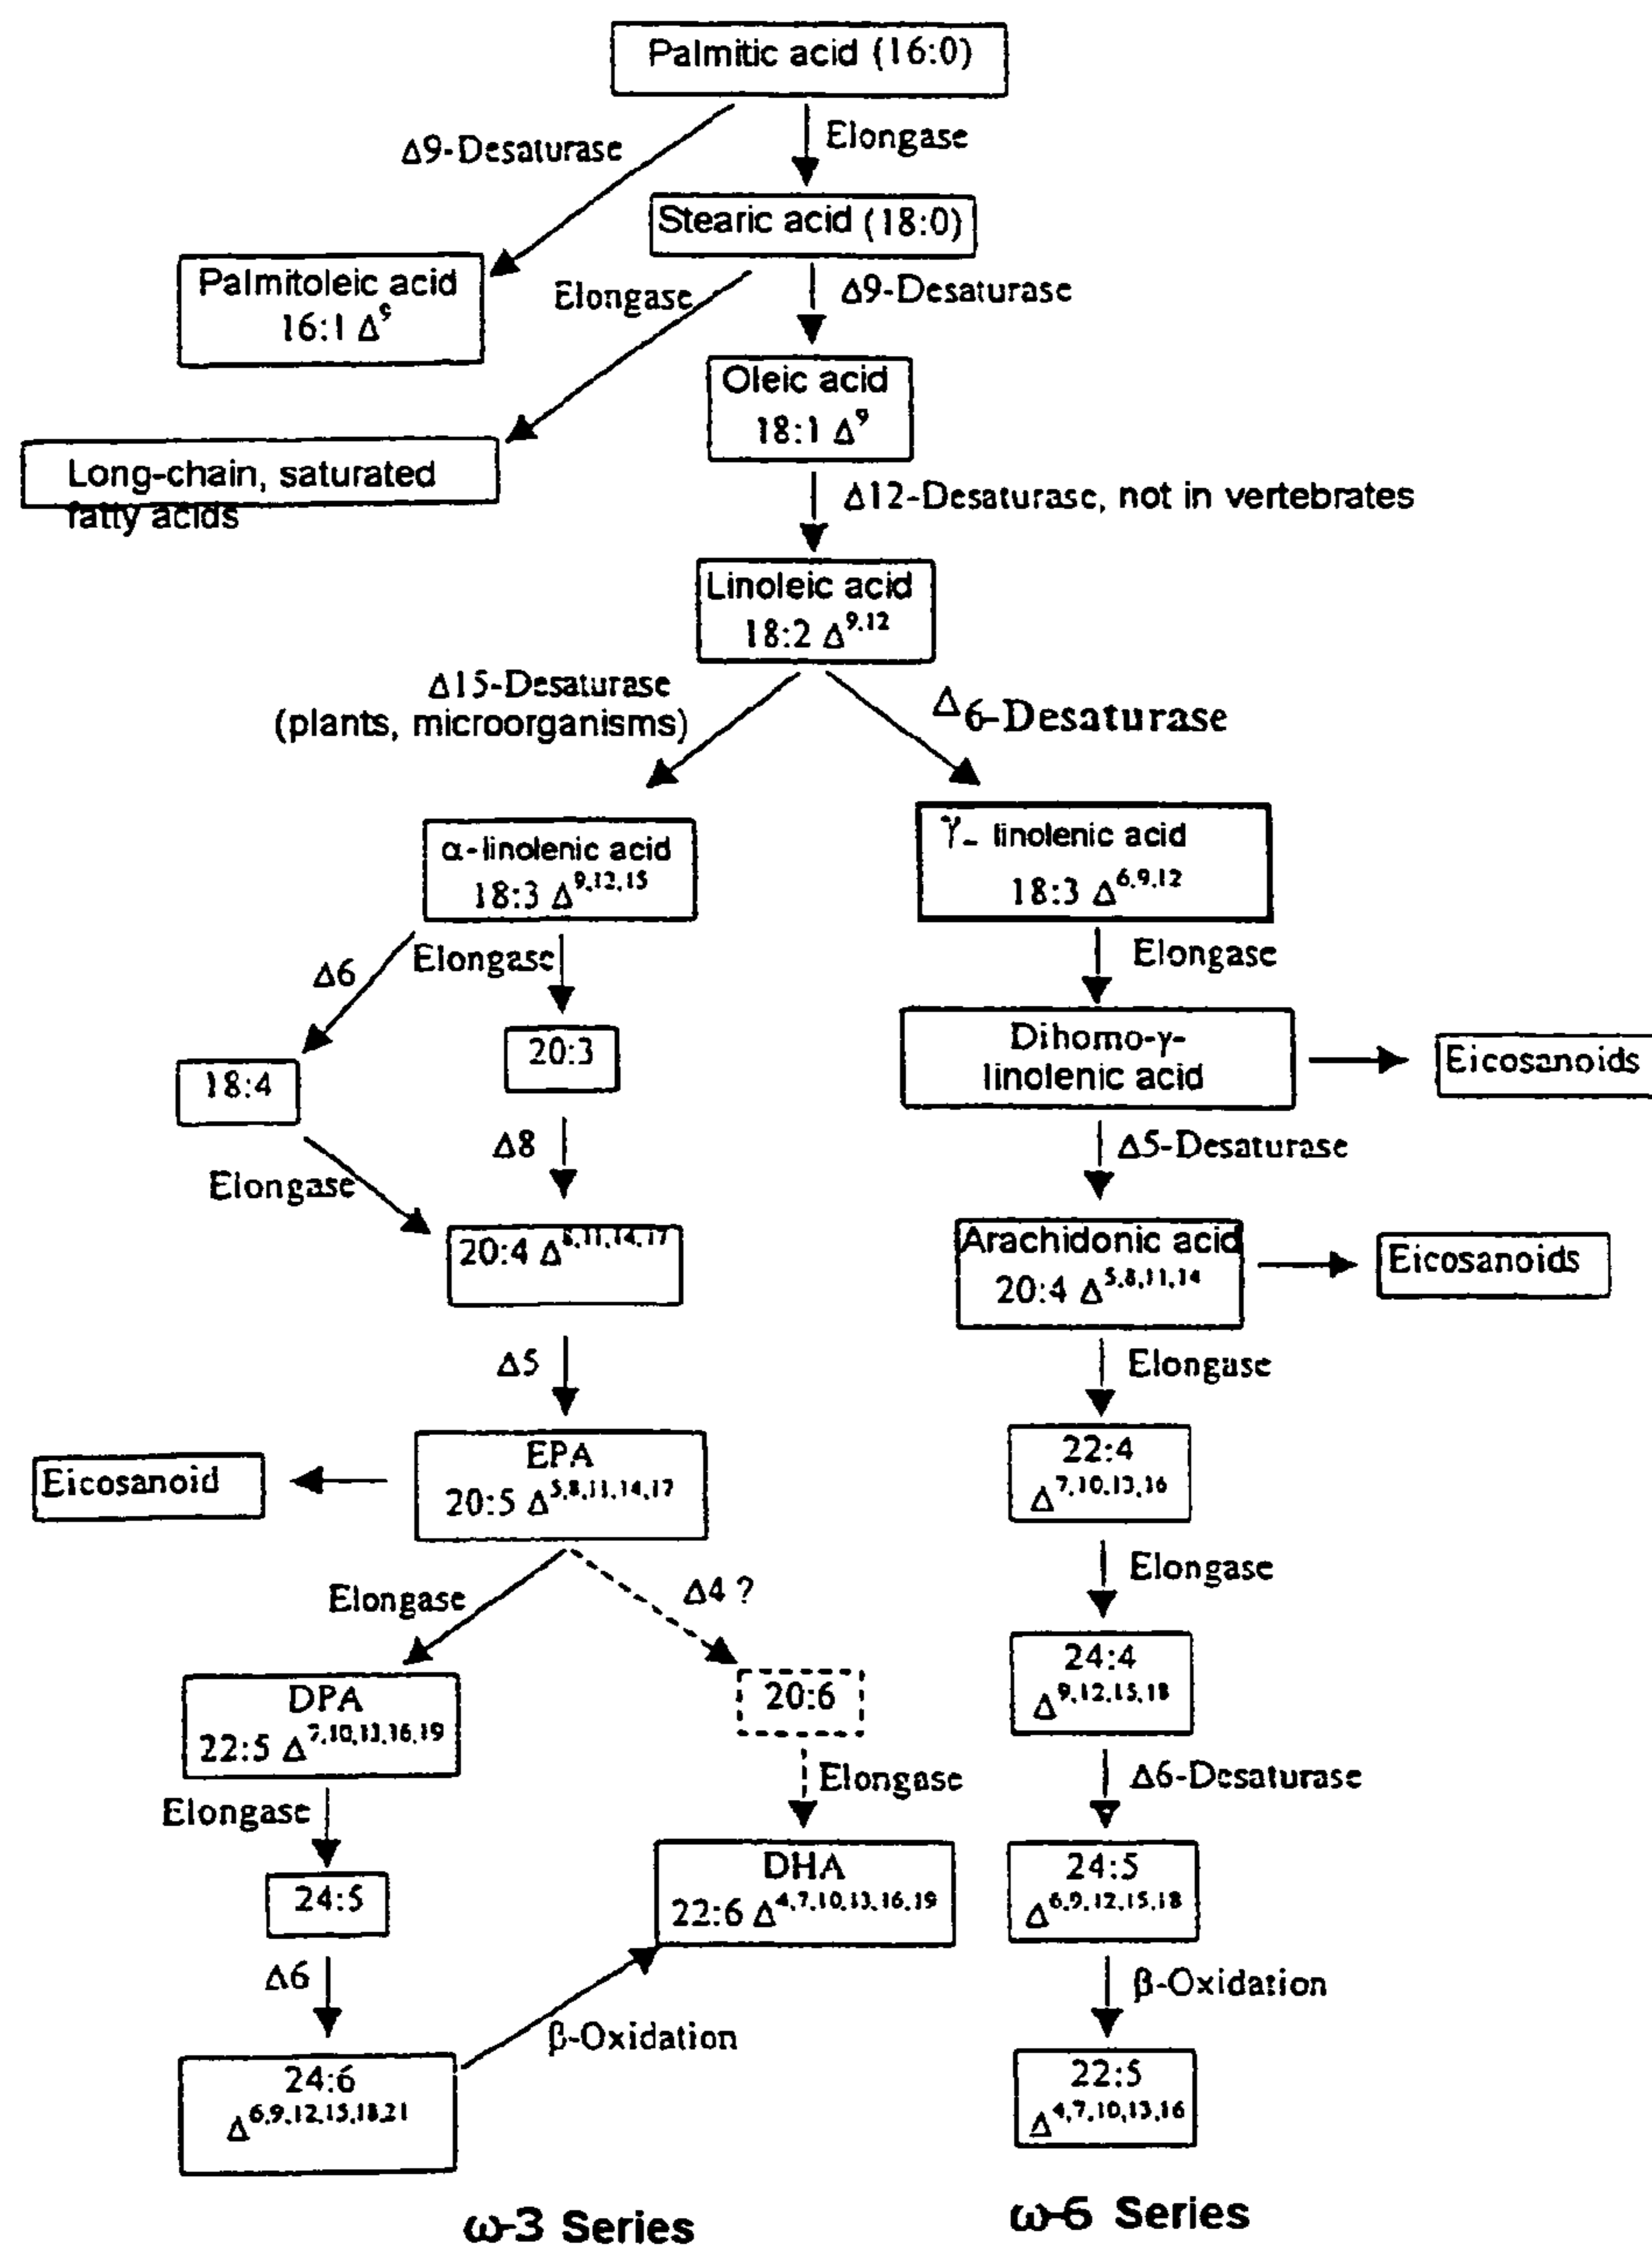 Palmitic acid (16:0)
Δ9-Desaturase
Elongase
Stearic acid (18:0)
Palmitoleic acid
16:1 Δ⁹
Elongase
Δ9-Desaturase
Oleic acid
18:1 Δ⁹
Long-chain, saturated
fatty acids
Δ12-Desaturase, not in vertebrates
Linoleic acid
18:2 Δ⁹,¹²
Δ15-Desaturase
(plants, microorganisms)
Δ6-Desaturase
α-linolenic acid
18:3 Δ⁹,¹²,¹⁵
γ- linolenic acid
18:3 Δ⁶,⁹,¹²
Δ6
Elongase
Elongase
18:4
20:3
Dihomo-γ-
linolenic acid
Eicosanoids
Δ8
Δ5-Desaturase
Elongase
20:4 Δ⁸,¹¹,¹⁴,¹⁷
Arachidonic acid
20:4 Δ⁵,⁸,¹¹,¹⁴
Eicosanoids
Δ5
Elongase
Eicosanoid
EPA
20:5 Δ⁵,⁸,¹¹,¹⁴,¹⁷
22:4
Δ⁷,¹⁰,¹³,¹⁶
Elongase
Δ4 ?
Elongase
DPA
22:5 Δ⁷,¹⁰,¹³,¹⁶,¹⁹
20:6
24:4
Δ⁹,¹²,¹⁵,¹⁸
Elongase
Elongase
Δ6-Desaturase
24:5
DHA
22:6 Δ⁴,⁷,¹⁰,¹³,¹⁶,¹⁹
24:5
Δ⁶,⁹,¹²,¹⁵,¹⁸
Δ6
β-Oxidation
β-Oxidation
24:6
Δ⁶,⁹,¹²,¹⁵,¹⁸,²¹
22:5
Δ⁴,⁷,¹⁰,¹³,¹⁶
ω-3 Series
ω-6 Series